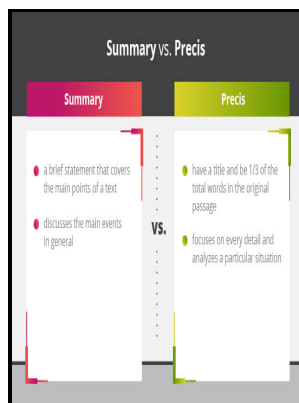 Summary vs. Precis
Summary
a brief statement that covers
the main points of a text
discusses the main events
in general
vs.
Precis
have a title and be 1/3 of the
total words in the original
passage
focuses on every detail and
analyzes a particular situation